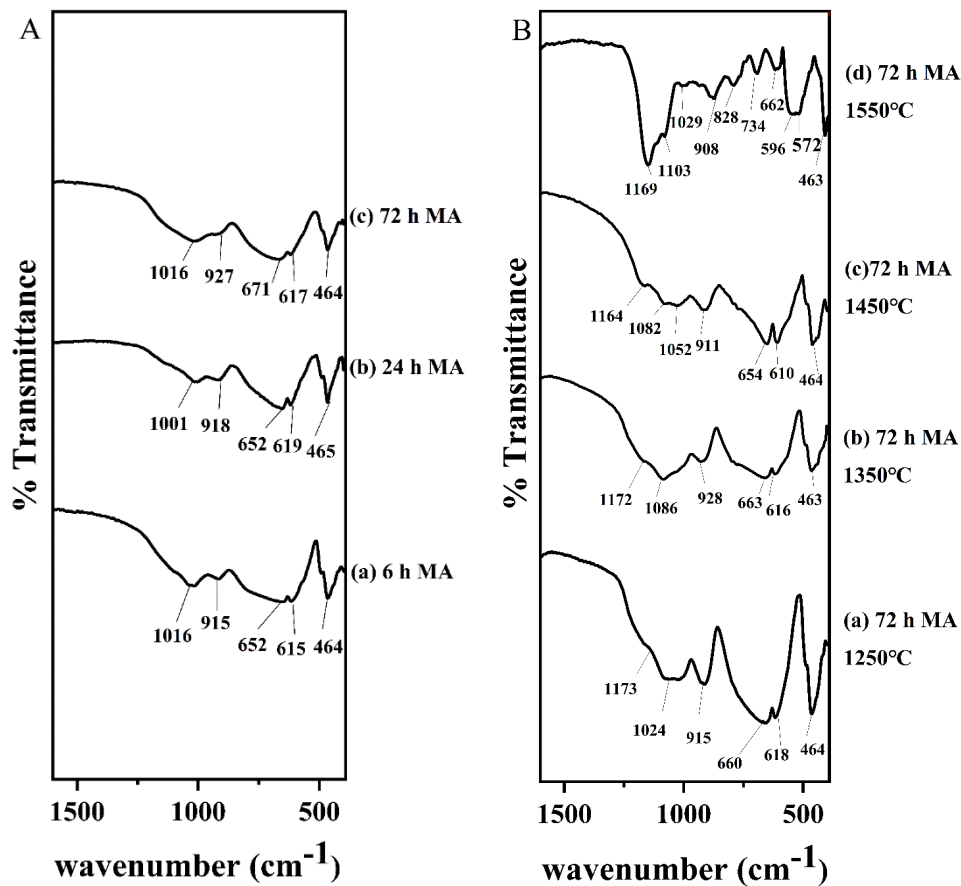 A
(c) 72 h MA
1016
927
671
617
464
(b) 24 h MA
1001
918
652
619
465
(a) 6 h MA
1016
915
652
615
464
% Transmittance
1500
1000
500
wavenumber (cm-1)
B
(d) 72 h MA
1550°C
1169
1103
1029
908
828
734
662
596
572
463
(c)72 h MA
1450°C
1164
1082
1052
911
654
610
464
(b) 72 h MA
1350°C
1172
1086
928
663
616
463
(a) 72 h MA
1250°C
1173
1024
915
660
618
464
% Transmittance
1500
1000
500
wavenumber (cm-1)